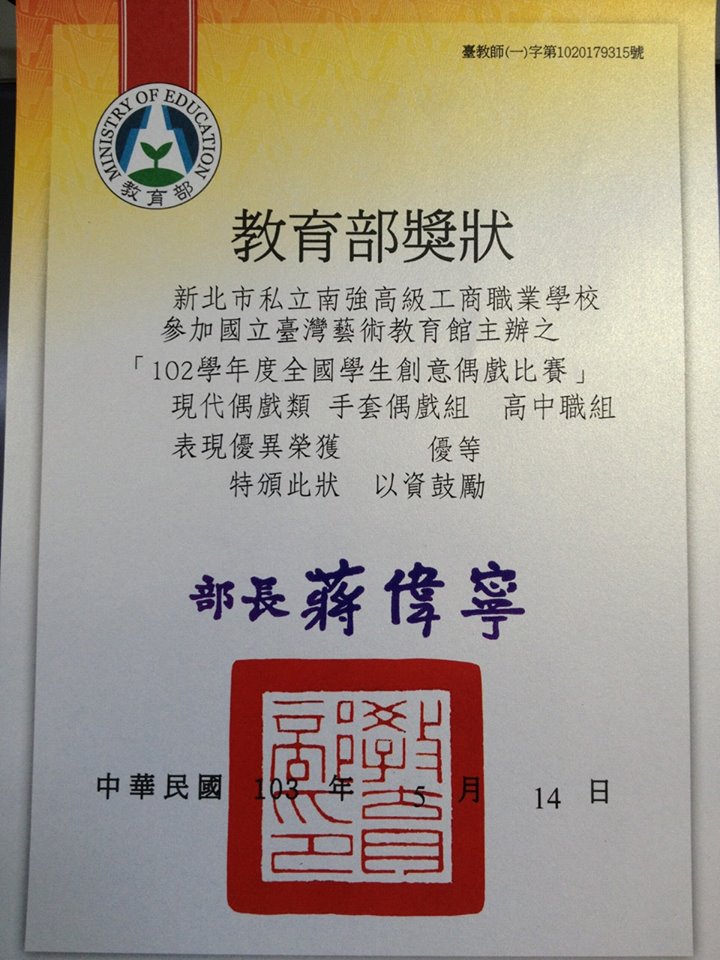 臺教師(一)字第1020179315號
MINISTRY OF EDUCATION
教育部
教育部獎狀
新北市私立南強高級工商職業學校
參加國立臺灣藝術教育館主辦之
「102學年度全國學生創意偶戲比賽」
現代偶戲類 手套偶戲組 高中職組
表現優異榮獲 優等
特頒此狀 以資鼓勵
部長 蔣偉寧
教育部印
中華民國 103 年 5 月 14 日